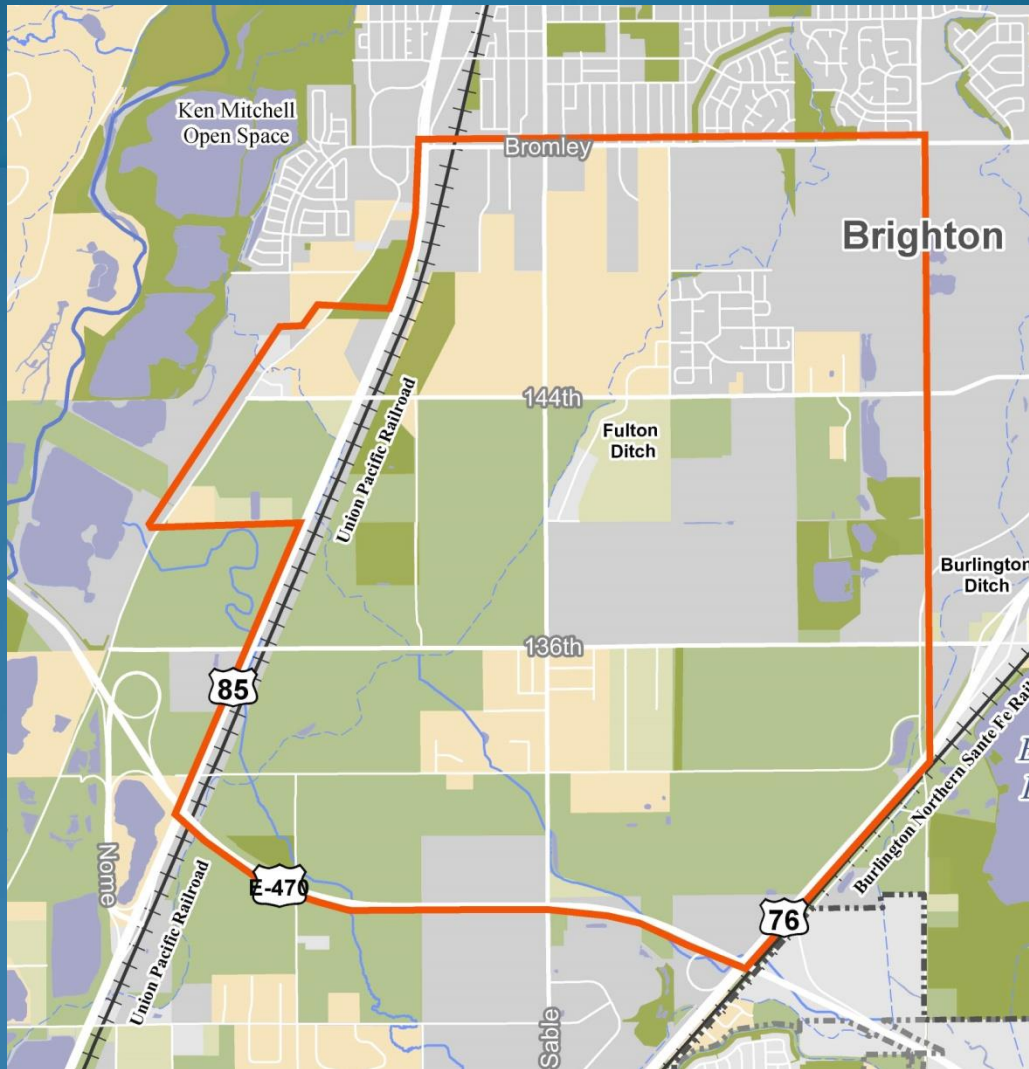 Ken Mitchell
Open Space
Bromley
Brighton
144th
Union Pacific Railroad
Fulton
Ditch
Burlington
Ditch
136th
85
Burlington Northern Sante Fe Rail
Nome
E-470
76
Union Pacific Railroad
Sable